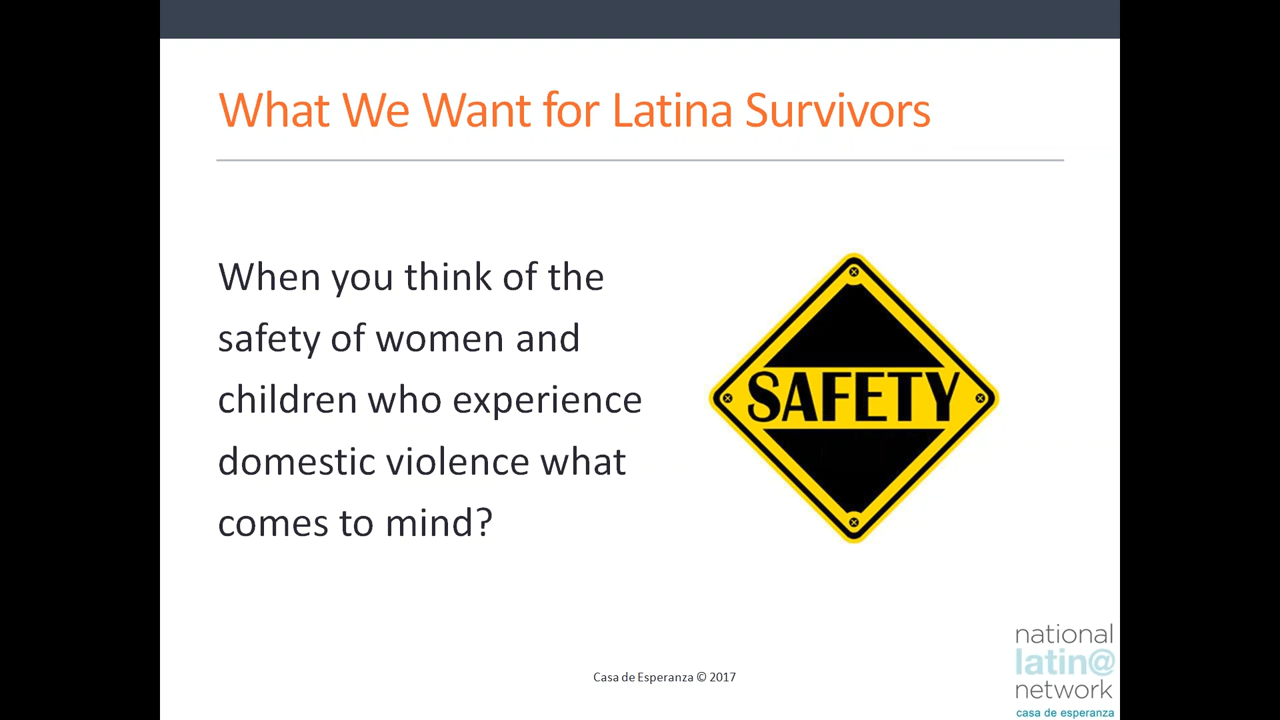 What We Want for Latina Survivors
When you think of the
safety of women and
children who experience
domestic violence what
comes to mind?
SAFETY
Casa de Esperanza © 2017
national
latin@
network
casa de esperanza